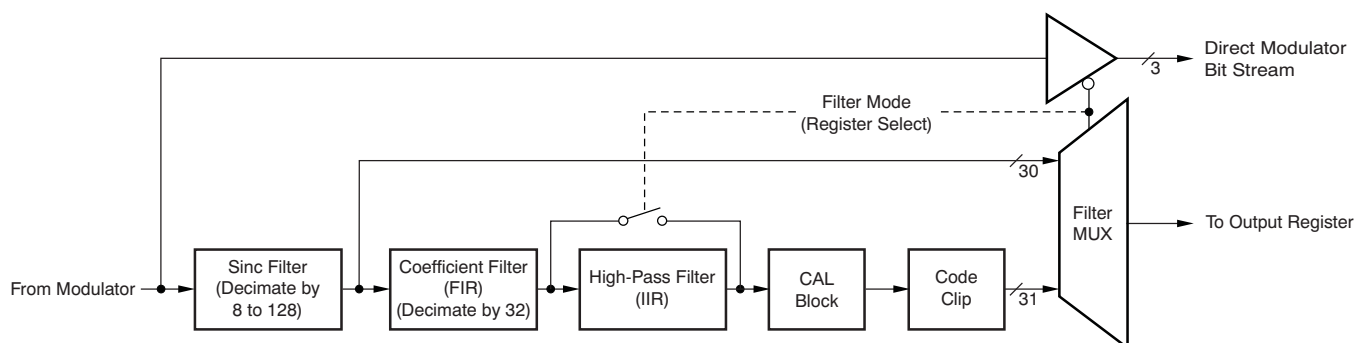 Direct Modulator
Bit Stream
3
Filter Mode
(Register Select)
30
Filter
MUX
To Output Register
From Modulator
Sinc Filter
(Decimate by
8 to 128)
Coefficient Filter
(FIR)
(Decimate by 32)
High-Pass Filter
(IIR)
CAL
Block
Code
Clip
31